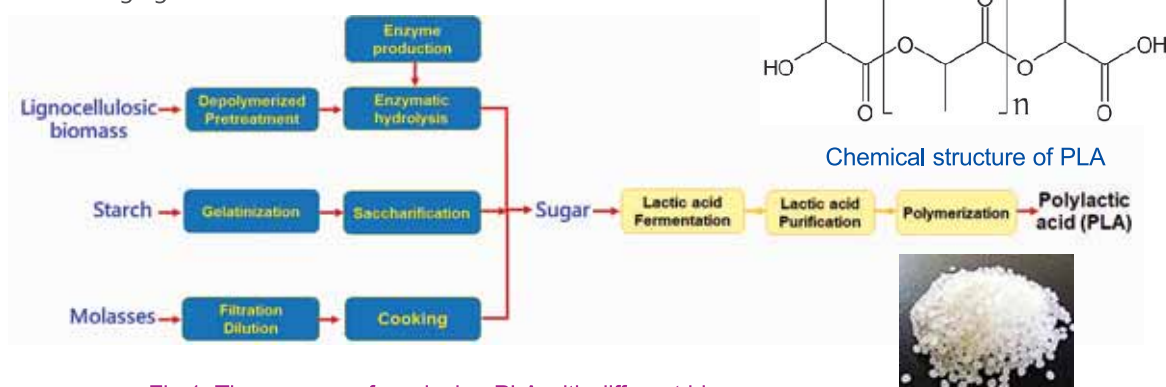 Enzyme
production
Lignocellulosic
biomass
Depolymerized
Pretreatment
Enzymatic
hydrolysis
O
O
OH
HO
O
O
O
n
Chemical structure of PLA
Starch
Gelatinization
Saccharification
Sugar
Lactic acid
Fermentation
Lactic acid
Purification
Polymerization
Polylactic
acid (PLA)
Molasses
Filtration
Dilution
Cooking